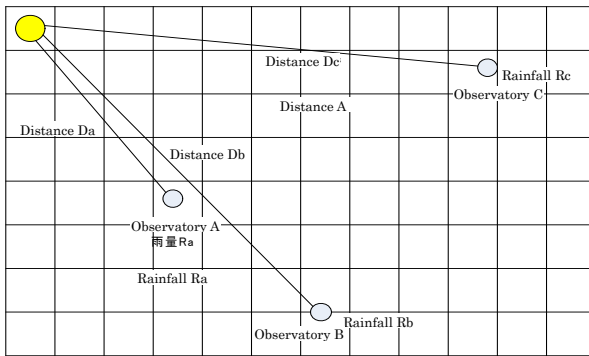 Distance Dc
Rainfall Rc
Observatory C
Distance A
Distance Da
Distance Db
Observatory A
雨量Ra
Rainfall Ra
Rainfall Rb
Observatory B